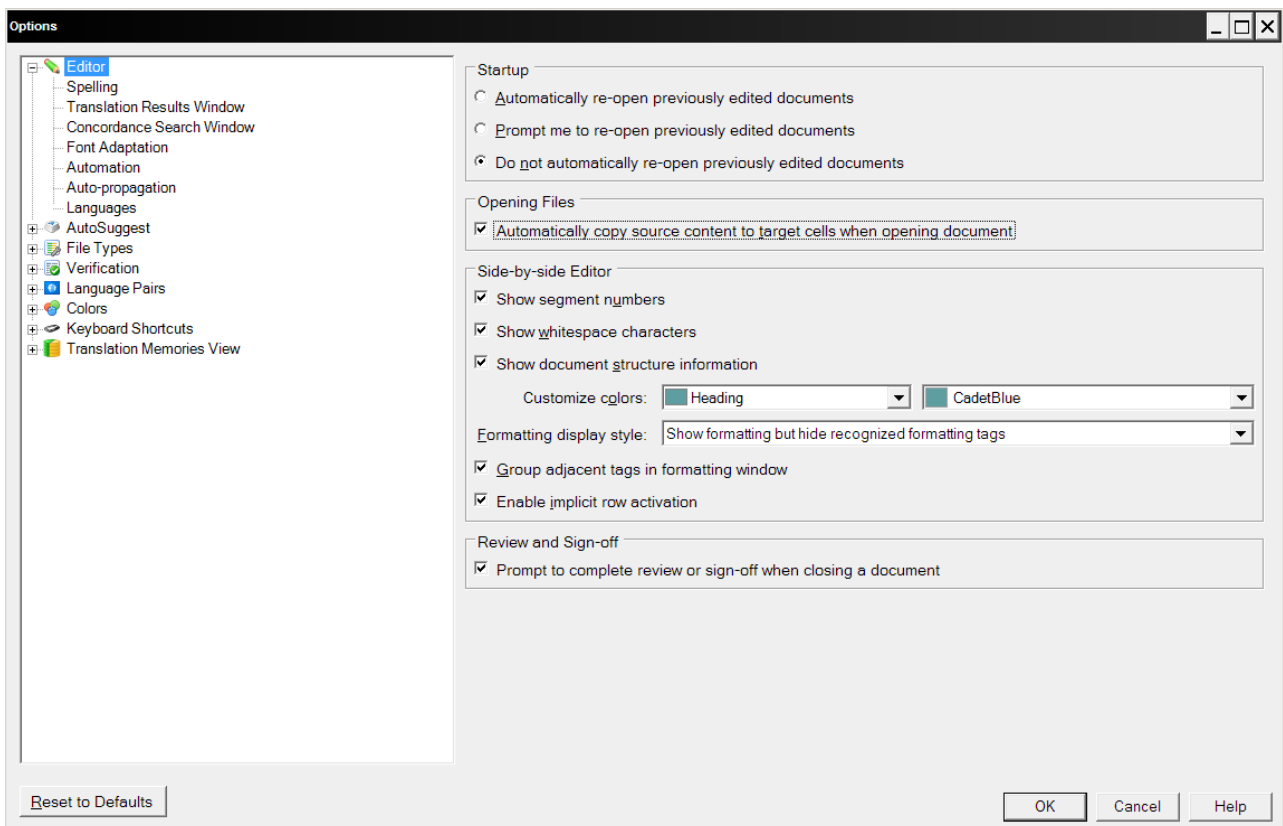 Options
Editor
Spelling
Translation Results Window
Concordance Search Window
Font Adaptation
Automation
Auto-propagation
Languages
AutoSuggest
File Types
Verification
Language Pairs
Colors
Keyboard Shortcuts
Translation Memories View
Startup
Automatically re-open previously edited documents
Prompt me to re-open previously edited documents
Do not automatically re-open previously edited documents
Opening Files
Automatically copy source content to target cells when opening document
Side-by-side Editor
Show segment numbers
Show whitespace characters
Show document structure information
Customize colors: Heading CadetBlue
Formatting display style: Show formatting but hide recognized formatting tags
Group adjacent tags in formatting window
Enable implicit row activation
Review and Sign-off
Prompt to complete review or sign-off when closing a document
Reset to Defaults
OK Cancel Help